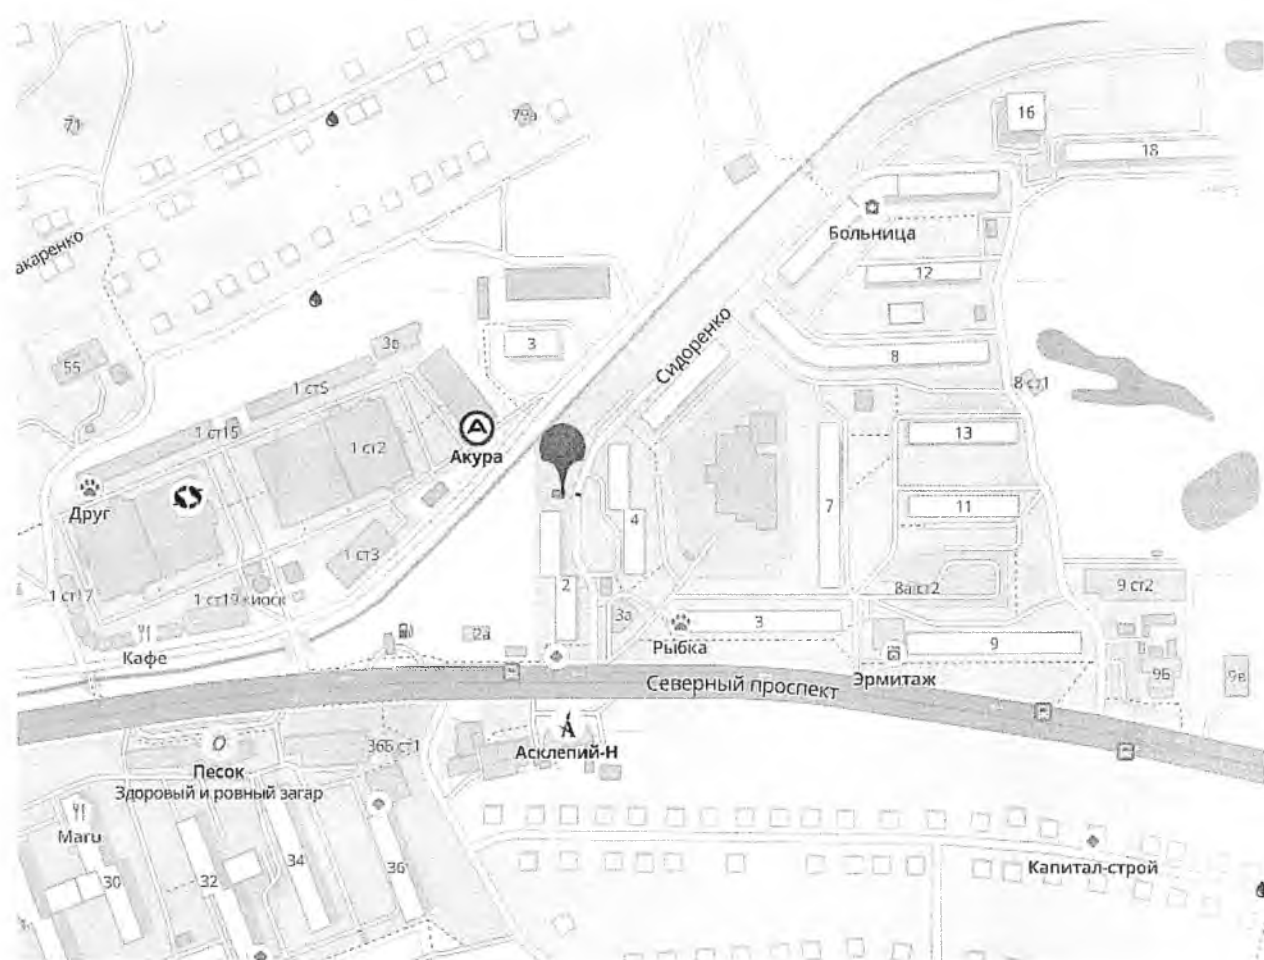 16
71
79а
18
Больница
акаренко
12
Сидоренко
3в
3
8
55
1 ст5
8 ст1
1 ст15
1 ст2
Акура
13
Друг
4
7
11
1 ст3
2
8а ст2
9 ст2
1 ст17
1 ст19
киоск
3а
3
2а
Рыбка
9
Кафе
Эрмитаж
9Б
9в
Северный проспект
Асклепий-Н
36Б ст1
Песок
Здоровый и ровный загар
Maru
34
36
Капитал-строй
30
32